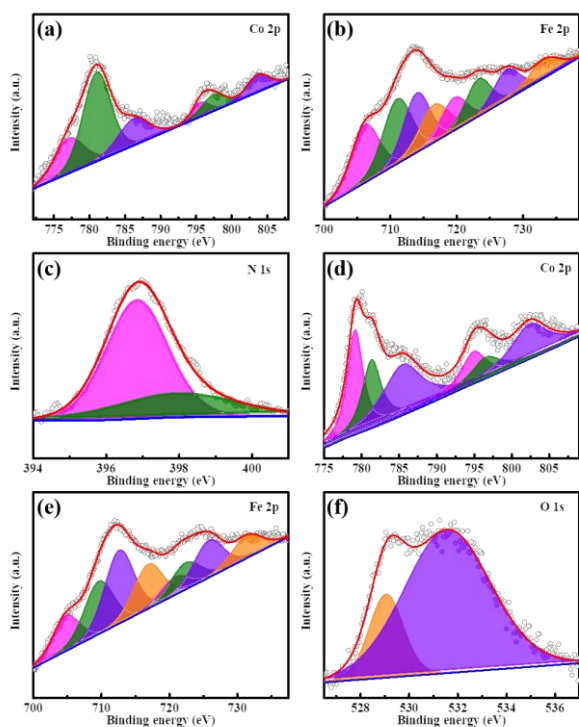 (a)
Co 2p
Intensity (a.u.)
775 780 785 790 795 800 805
Binding energy (eV)
(b)
Fe 2p
Intensity (a.u.)
700 710 720 730
Binding energy (eV)
(c)
N 1s
Intensity (a.u.)
394 396 398 400
Binding energy (eV)
(d)
Co 2p
Intensity (a.u.)
775 780 785 790 795 800 805
Binding energy (eV)
(e)
Fe 2p
Intensity (a.u.)
700 710 720 730
Binding energy (eV)
(f)
O 1s
Intensity (a.u.)
528 530 532 534 536
Binding energy (eV)